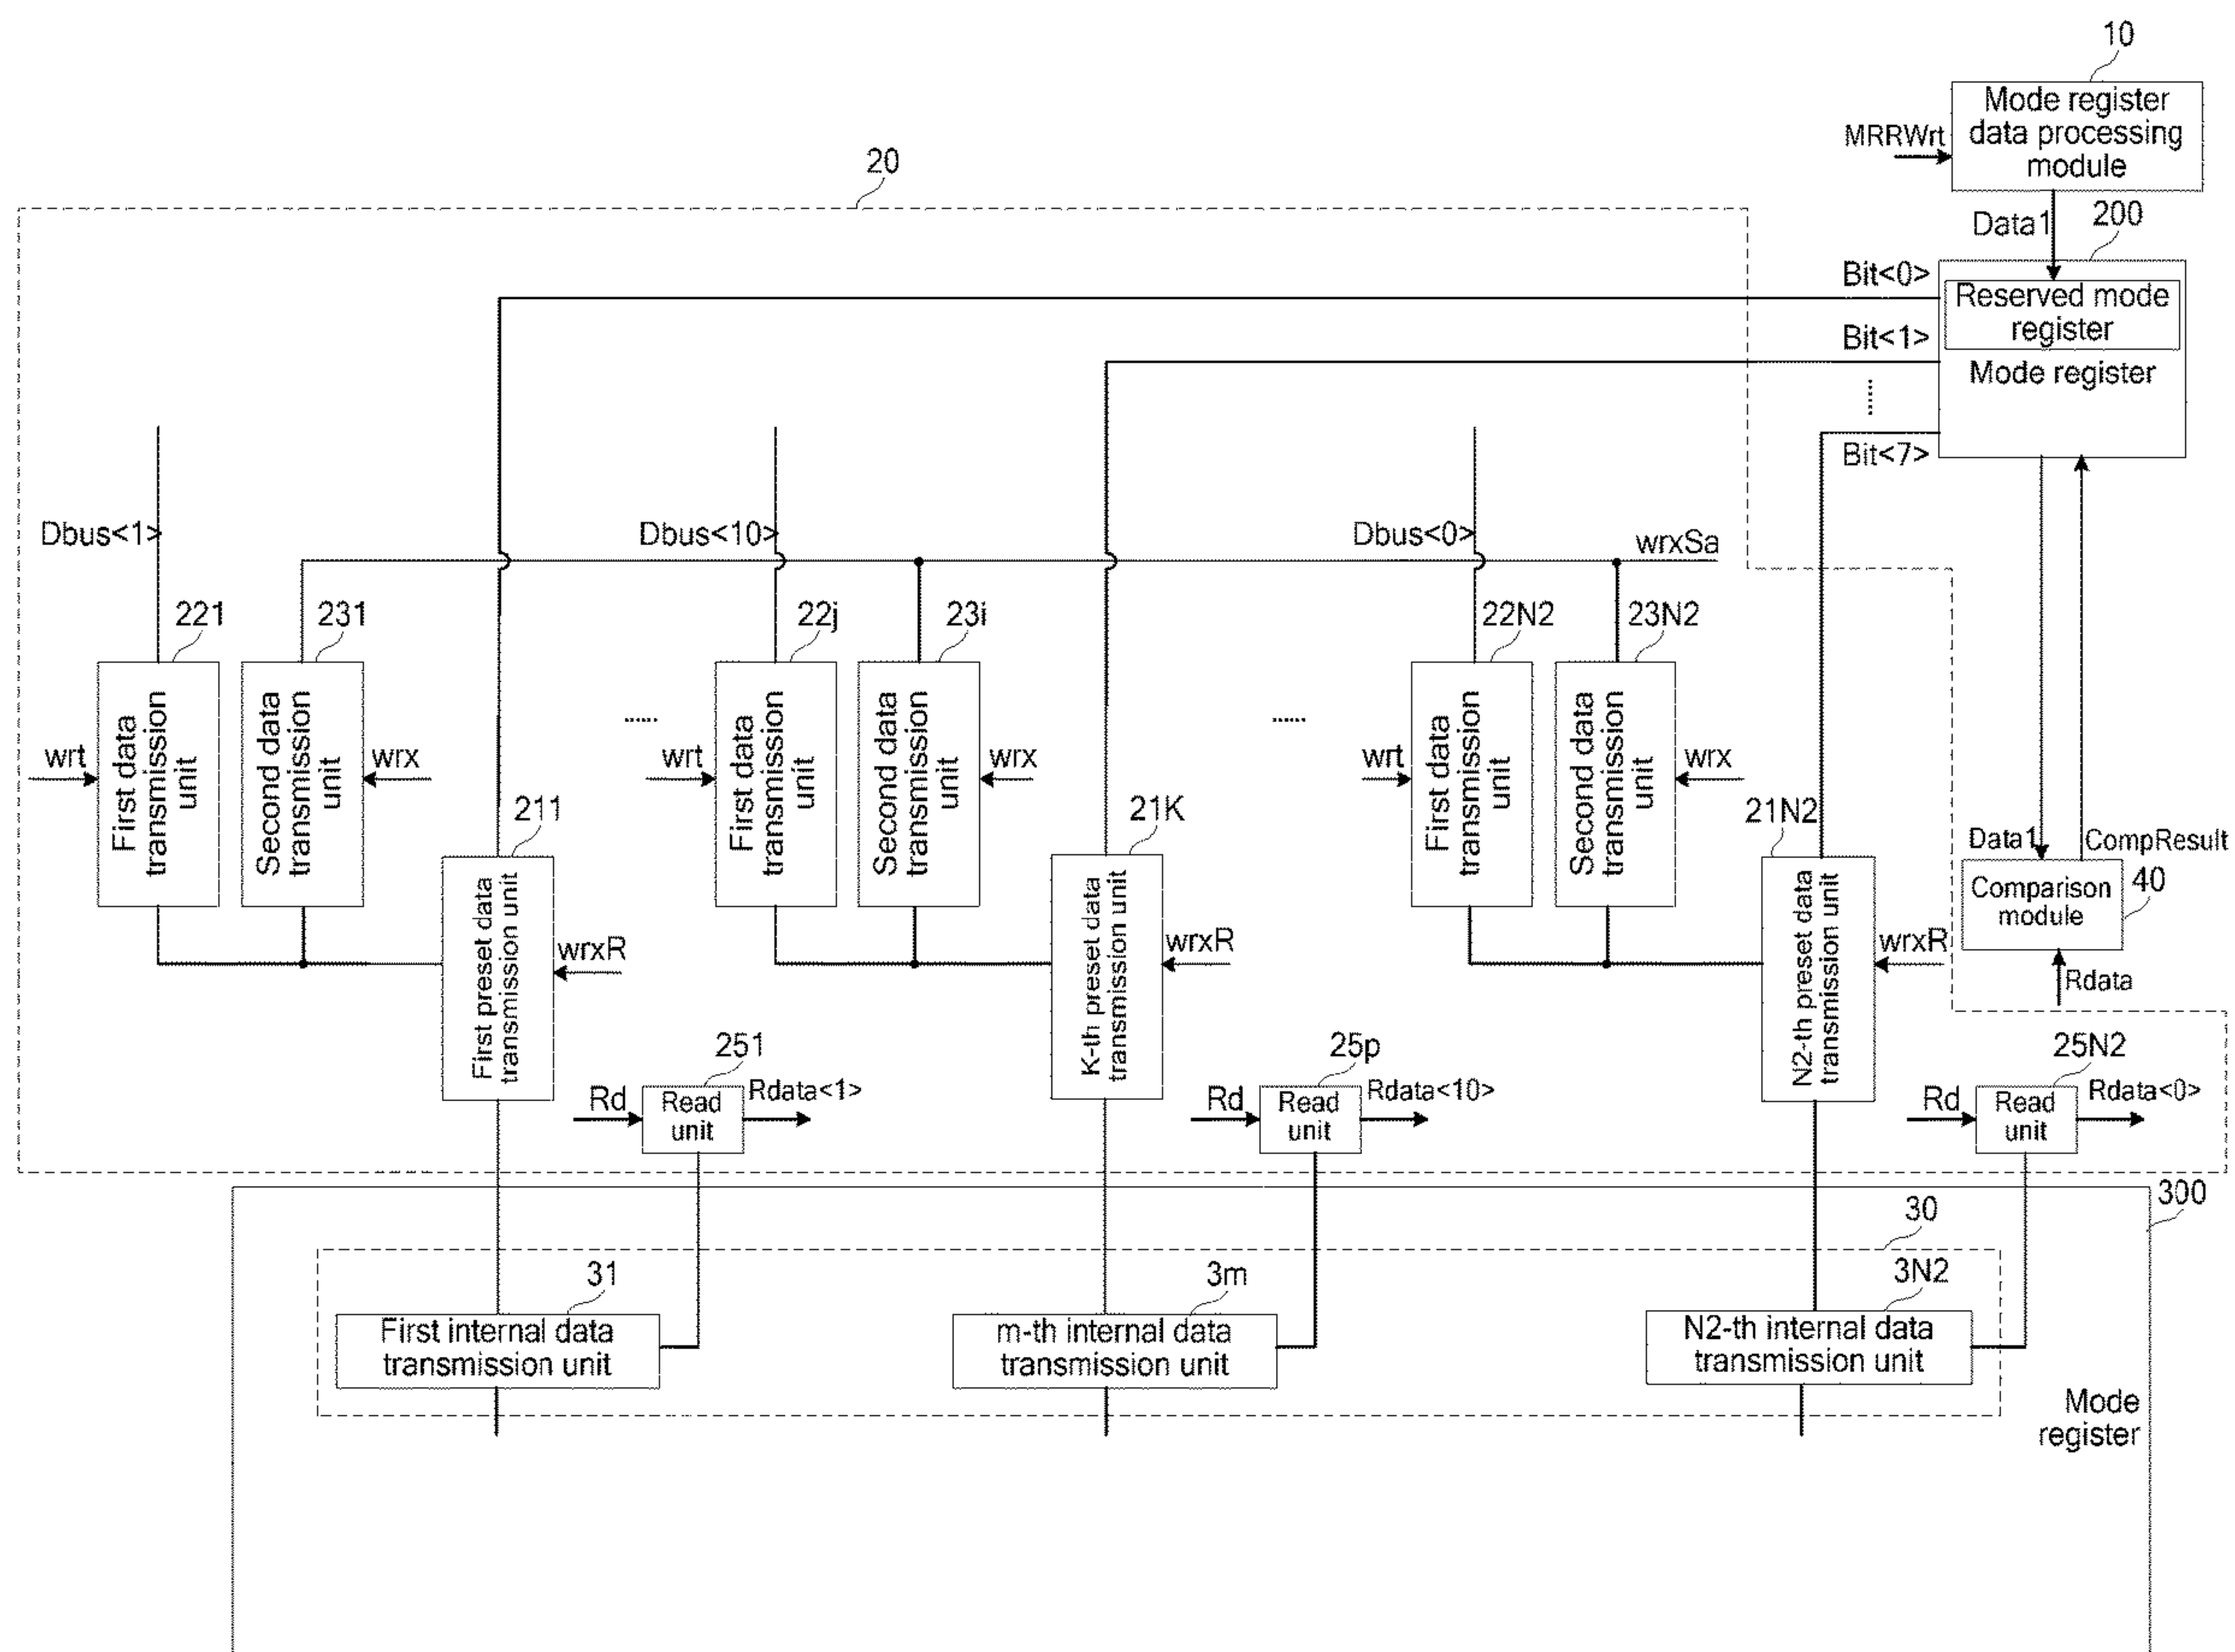 10
Mode register
data processing
module
MRRWrt
20
Data1
200
Bit<0>
Reserved mode
register
Bit<1>
Mode register
......
Bit<7>
Dbus<1>
Dbus<10>
Dbus<0>
wrxSa
221
231
22j
23i
22N2
23N2
First data
transmission
unit
Second data
transmission
unit
......
First data
transmission
unit
Second data
transmission
unit
......
First data
transmission
unit
Second data
transmission
unit
wrt
wrx
wrt
wrx
wrt
wrx
211
21K
21N2
Data1
CompResult
First preset data
transmission unit
K-th preset data
transmission unit
N2-th preset data
transmission unit
Comparison
module
40
wrxR
wrxR
wrxR
Rdata
251
25p
25N2
Rd
Read
unit
Rdata<1>
Rd
Read
unit
Rdata<10>
Rd
Read
unit
Rdata<0>
300
30
31
3m
3N2
First internal data
transmission unit
m-th internal data
transmission unit
N2-th internal data
transmission unit
Mode
register